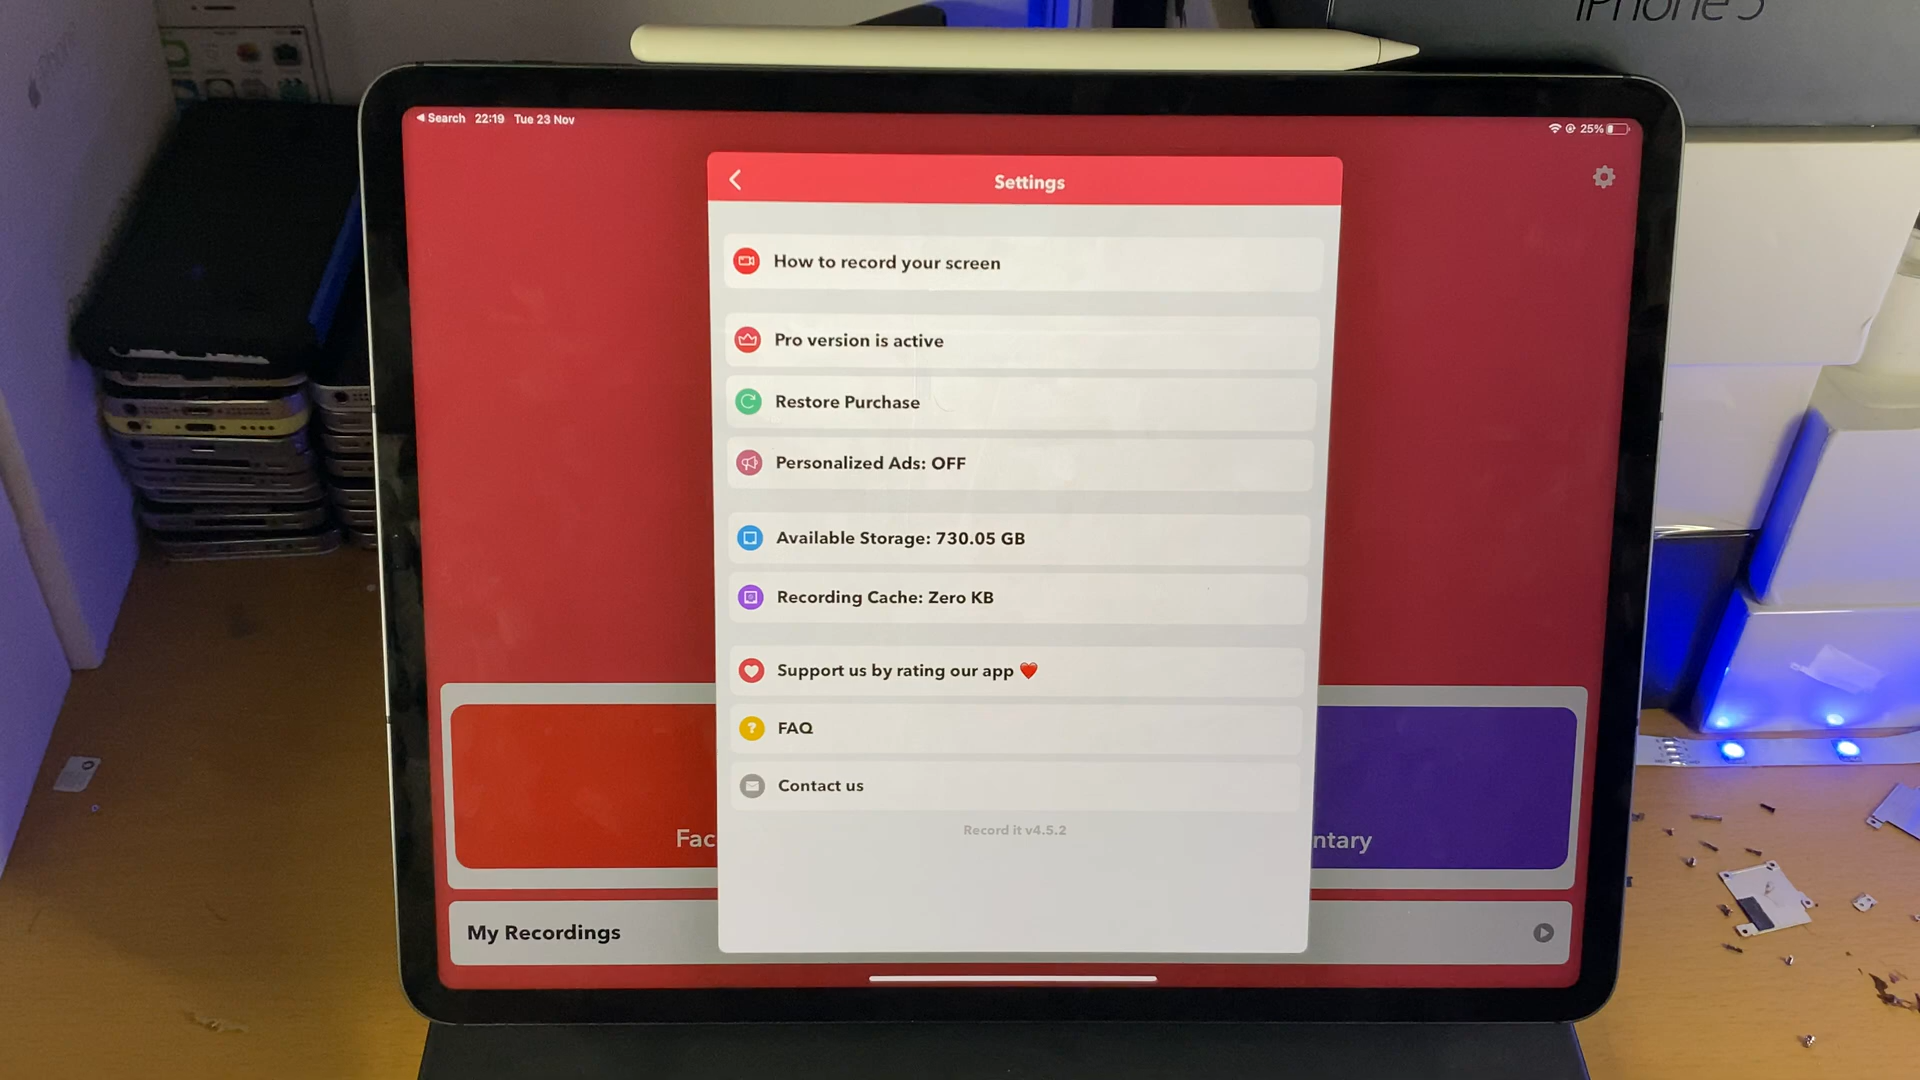 iPhone 5
Search 22:19 Tue 23 Nov
25%
Settings
How to record your screen
Pro version is active
Restore Purchase
Personalized Ads: OFF
Available Storage: 730.05 GB
Recording Cache: Zero KB
Support us by rating our app ❤️
FAQ
Contact us
Record it v4.5.2
Fac
ntary
My Recordings